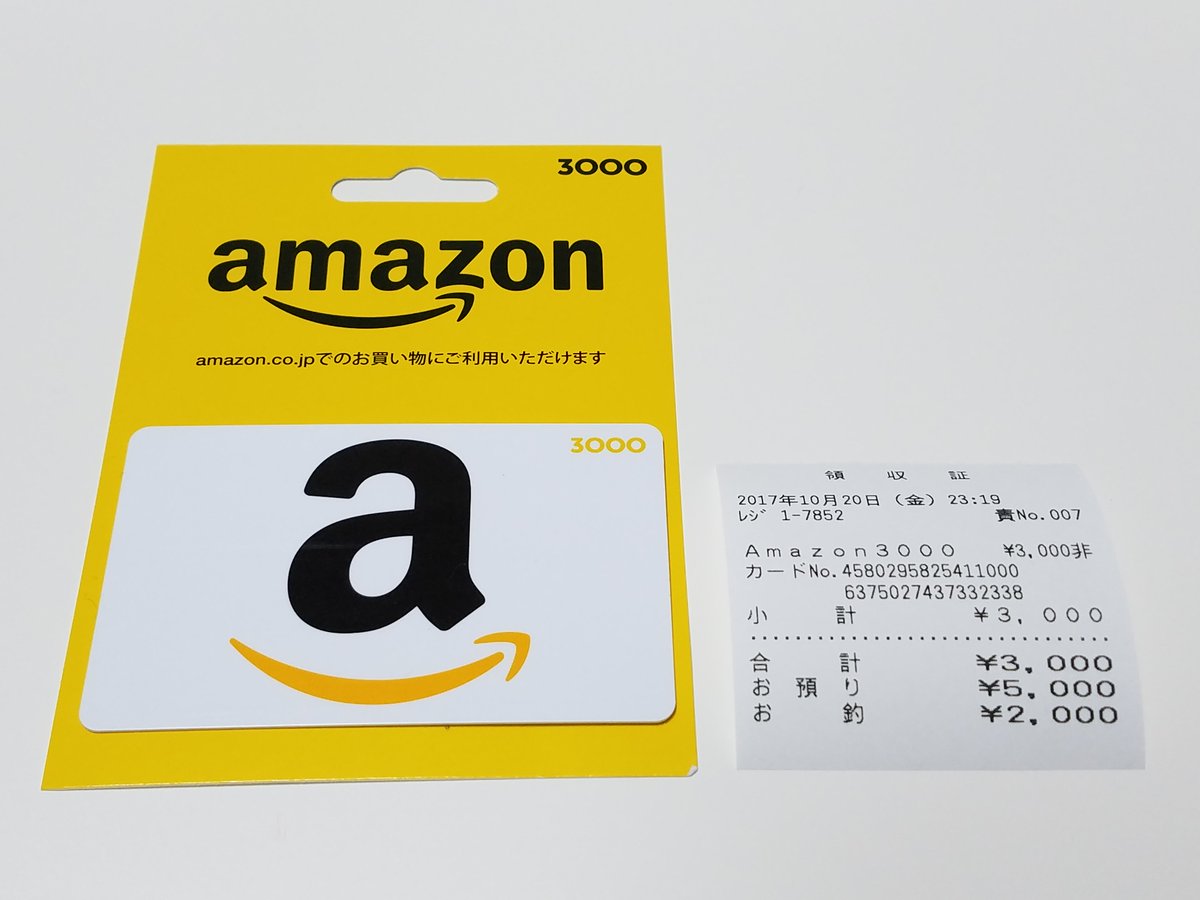 3000
amazon
amazon.co.jpでのお買い物にご利用いただけます
3000
a
領 収 証
2017年10月20日(金) 23:19
ﾚｼﾞ 1-7852 責No.007
Amazon3000 ¥3,000非
カードNo.4580295825411000
6375027437332338
小 計 ¥3,000
合 計 ¥3,000
お 預 り ¥5,000
お 釣 ¥2,000